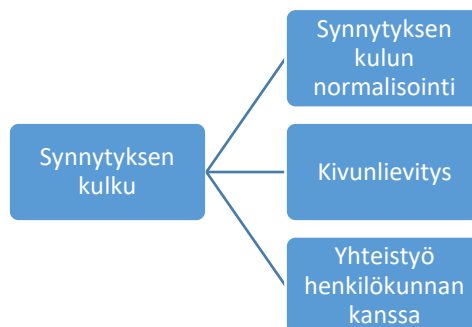 Synnytyksen
kulku
Synnytyksen
kulun
normalisointi
Kivunlievitys
Yhteistyö
henkilökunnan
kanssa